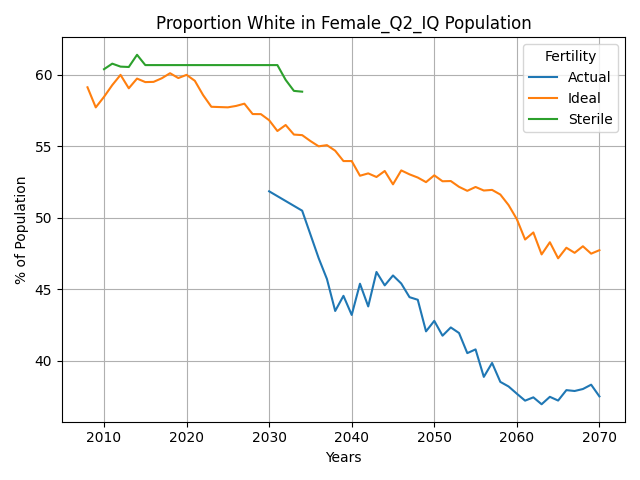 Proportion White in Female_Q2_IQ Population
Fertility
Actual
Ideal
Sterile
% of Population
60
55
50
45
40
2010
2020
2030
2040
2050
2060
2070
Years